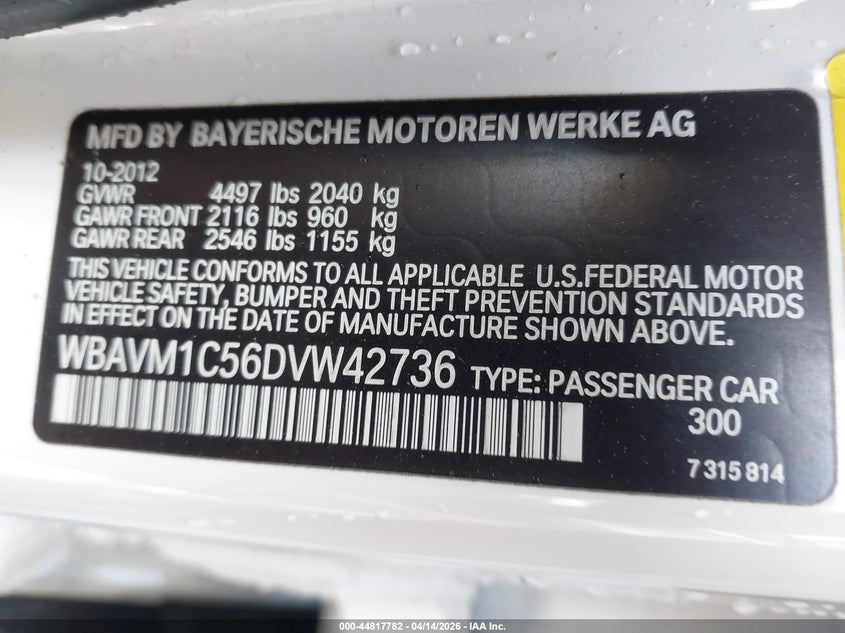 MFD BY BAYERISCHE MOTOREN WERKE AG
10-2012
GVWR 4497 lbs 2040 kg
GAWR FRONT 2116 lbs 960 kg
GAWR REAR 2546 lbs 1155 kg
THIS VEHICLE CONFORMS TO ALL APPLICABLE U.S.FEDERAL MOTOR
VEHICLE SAFETY, BUMPER AND THEFT PREVENTION STANDARDS
IN EFFECT ON THE DATE OF MANUFACTURE SHOWN ABOVE.
WBAVM1C56DVW42736 TYPE: PASSENGER CAR
300
7 315 814
000-44817782 04/14/2026 IAA Inc.